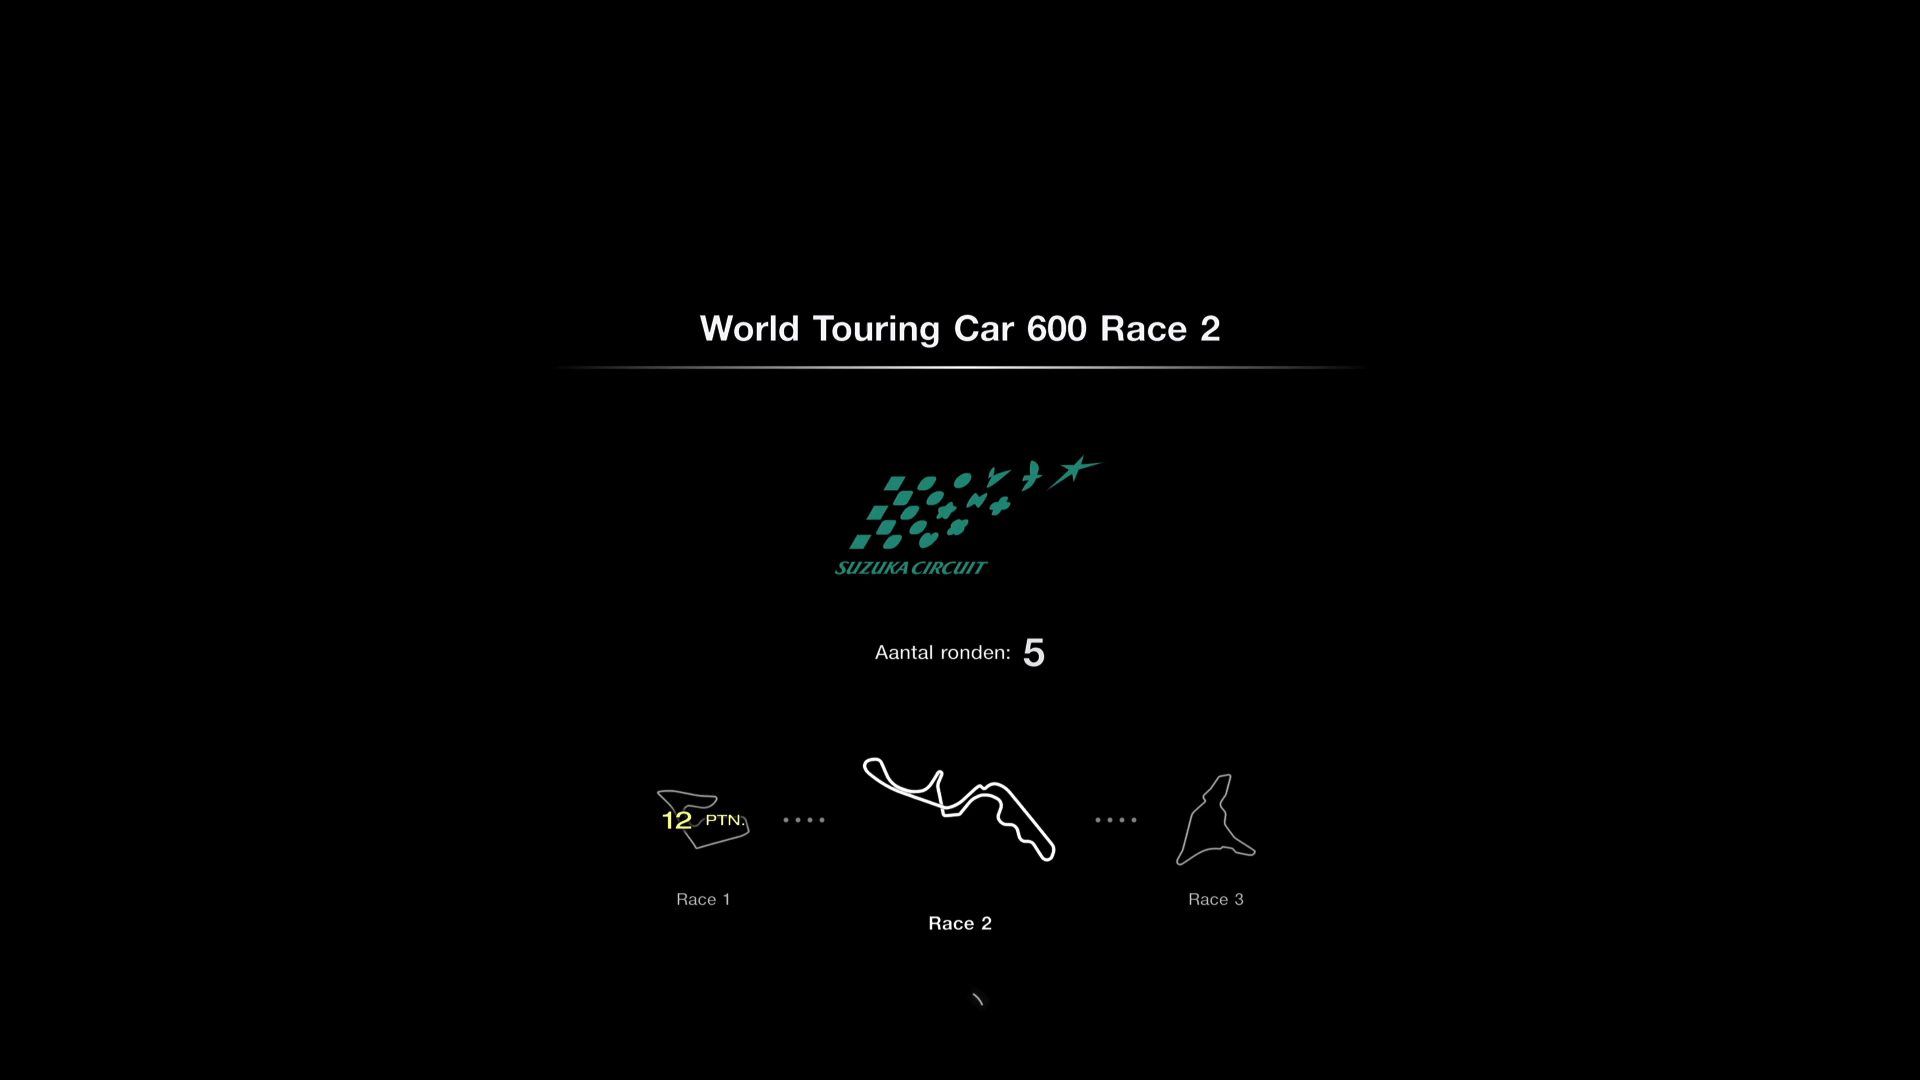 World Touring Car 600 Race 2
SUZUKA CIRCUIT
Aantal ronden: 5
12 PTN.
Race 1
Race 2
Race 3